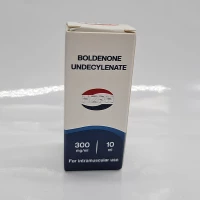 BOLDENONE
UNDECYLENATE
300 | 10
mg/ml ml
For intramuscular use